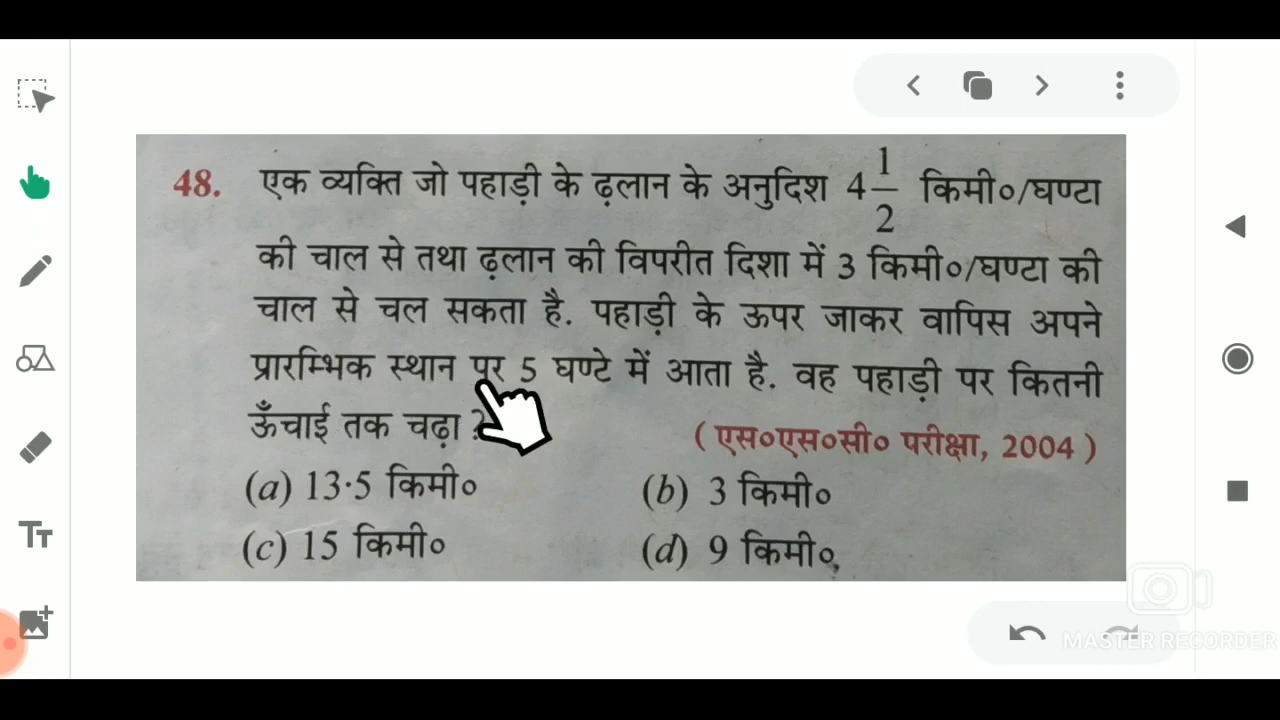 48. एक व्यक्ति जो पहाड़ी के ढ़लान के अनुदिश 4 1/2 किमी०/घण्टा
की चाल से तथा ढ़लान की विपरीत दिशा में 3 किमी०/घण्टा की
चाल से चल सकता है. पहाड़ी के ऊपर जाकर वापिस अपने
प्रारम्भिक स्थान पर 5 घण्टे में आता है. वह पहाड़ी पर कितनी
ऊँचाई तक चढ़ा ?
( एस०एस०सी० परीक्षा, 2004 )
(a) 13·5 किमी० (b) 3 किमी०
(c) 15 किमी० (d) 9 किमी०
TT
MASTER RECORDER